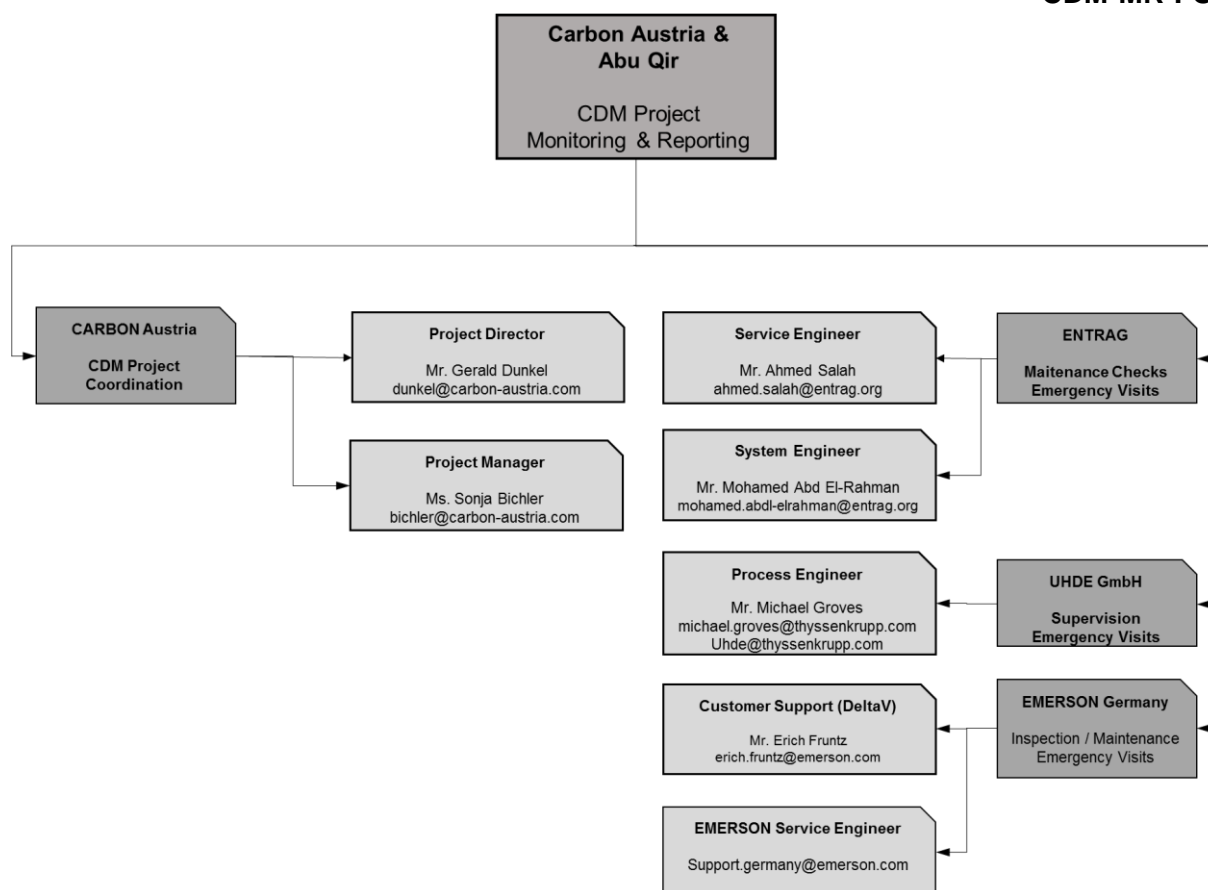 Carbon Austria &
Abu Qir
CDM Project
Monitoring & Reporting
CARBON Austria
CDM Project
Coordination
Project Director
Mr. Gerald Dunkel
dunkel@carbon-austria.com
Project Manager
Ms. Sonja Bichler
bichler@carbon-austria.com
Service Engineer
Mr. Ahmed Salah
ahmed.salah@entrag.org
ENTRAG
Maitenance Checks
Emergency Visits
System Engineer
Mr. Mohamed Abd El-Rahman
mohamed.abdl-elrahman@entrag.org
Process Engineer
Mr. Michael Groves
michael.groves@thyssenkrupp.com
Uhde@thyssenkrupp.com
UHDE GmbH
Supervision
Emergency Visits
Customer Support (DeltaV)
Mr. Erich Fruntz
erich.fruntz@emerson.com
EMERSON Germany
Inspection / Maintenance
Emergency Visits
EMERSON Service Engineer
Support.germany@emerson.com